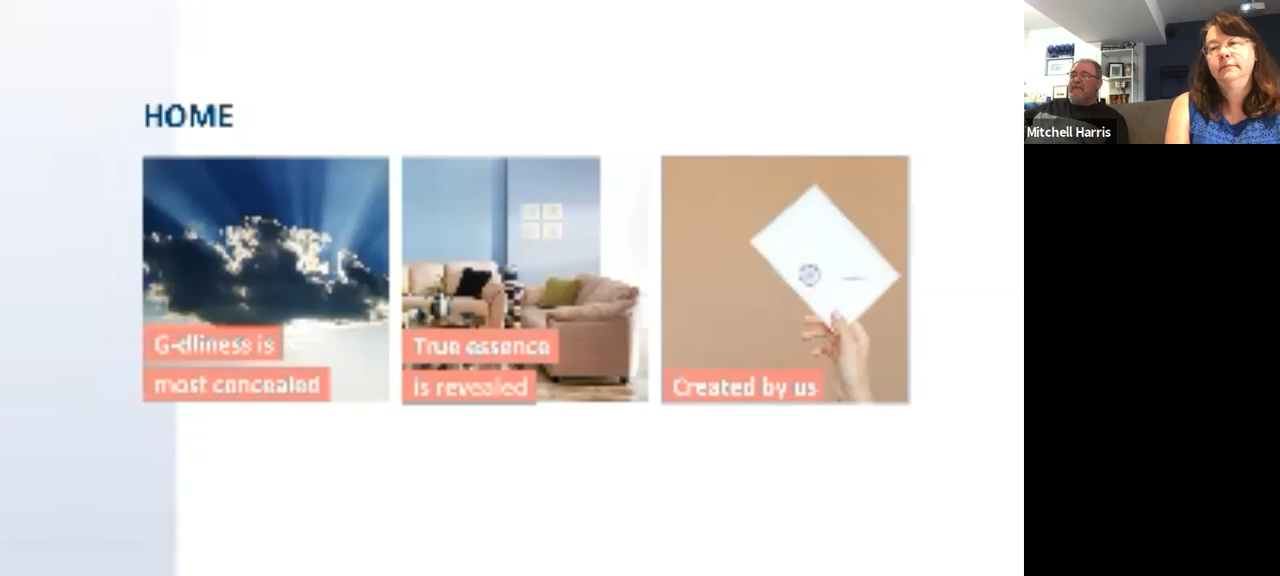 HOME
G-dliness is
most concealed
True essence
is revealed
Created by us
Mitchell Harris